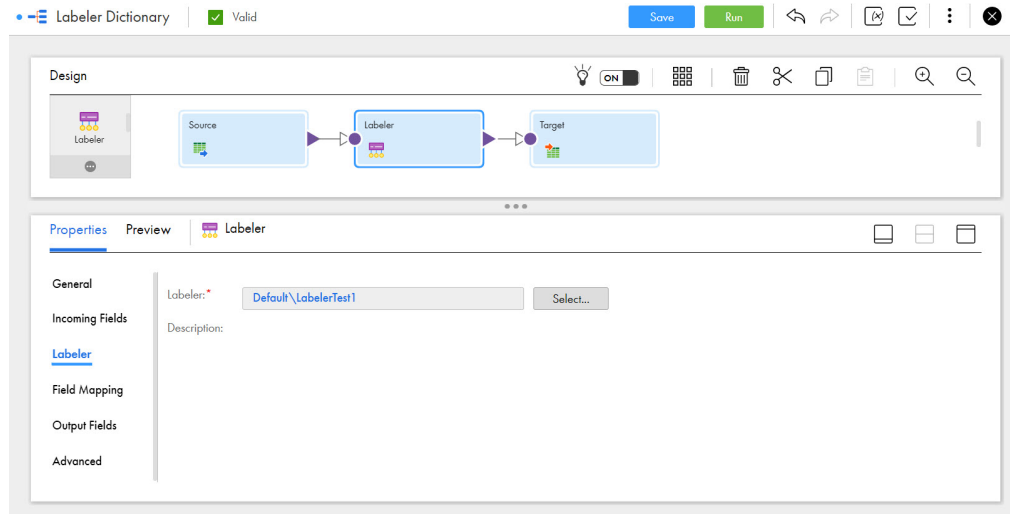 Labeler Dictionary Valid Save Run (x)
Design ON
Labeler
Source Labeler Target
Properties Preview Labeler
General
Labeler:* Default\LabelerTest1 Select...
Incoming Fields
Description:
Labeler
Field Mapping
Output Fields
Advanced